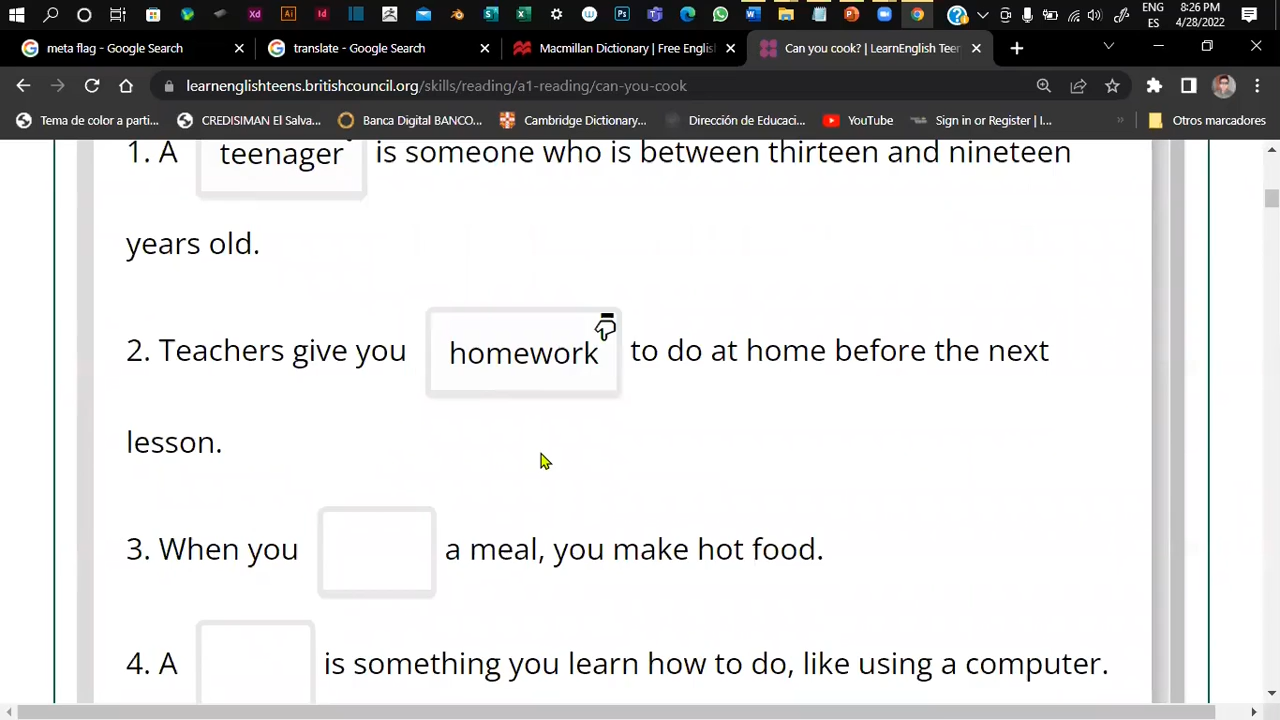 ENG
8:26 PM
ES
4/28/2022
meta flag - Google Search
translate - Google Search
Macmillan Dictionary | Free Englis
Can you cook? | LearnEnglish Teen
learnenglishteens.britishcouncil.org/skills/reading/a1-reading/can-you-cook
Tema de color a parti...
CREDISIMAN El Salva...
Banca Digital BANCO...
Cambridge Dictionary...
Dirección de Educaci...
YouTube
Sign in or Register | I...
Otros marcadores
1. A teenager is someone who is between thirteen and nineteen
years old.
2. Teachers give you homework to do at home before the next
lesson.
3. When you a meal, you make hot food.
4. A is something you learn how to do, like using a computer.